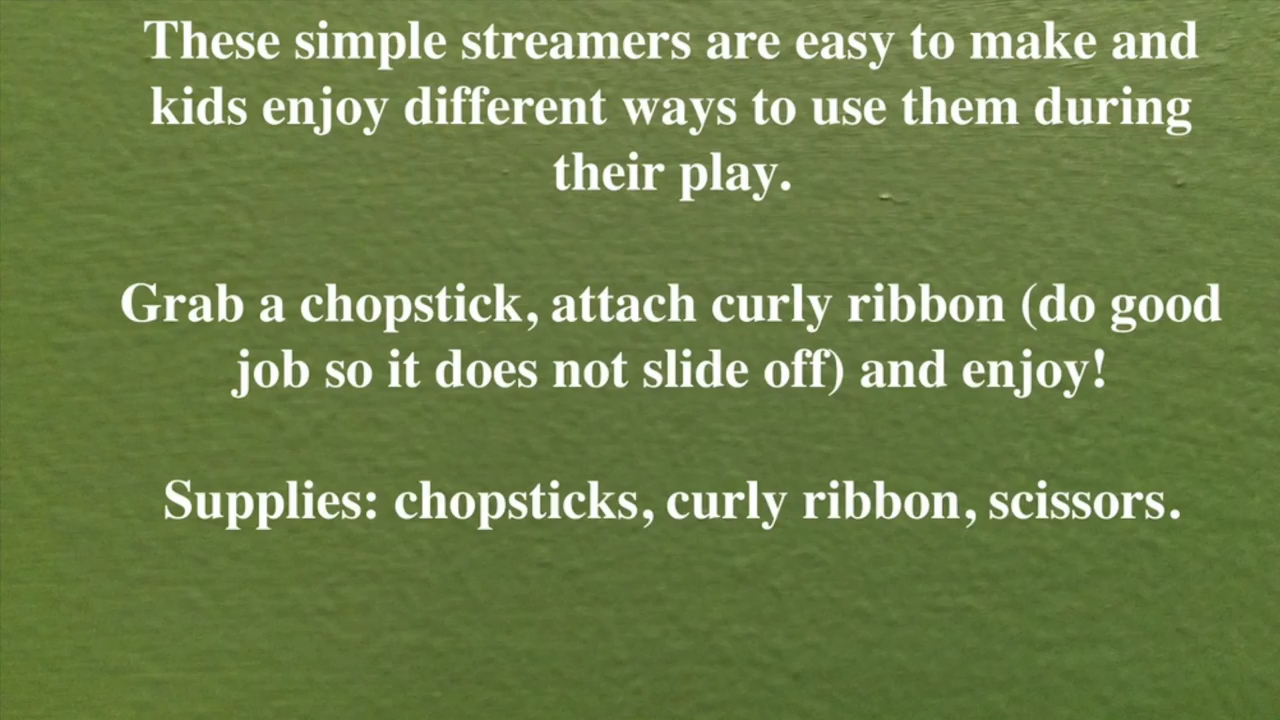 These simple streamers are easy to make and
kids enjoy different ways to use them during
their play.
Grab a chopstick, attach curly ribbon (do good
job so it does not slide off) and enjoy!
Supplies: chopsticks, curly ribbon, scissors.